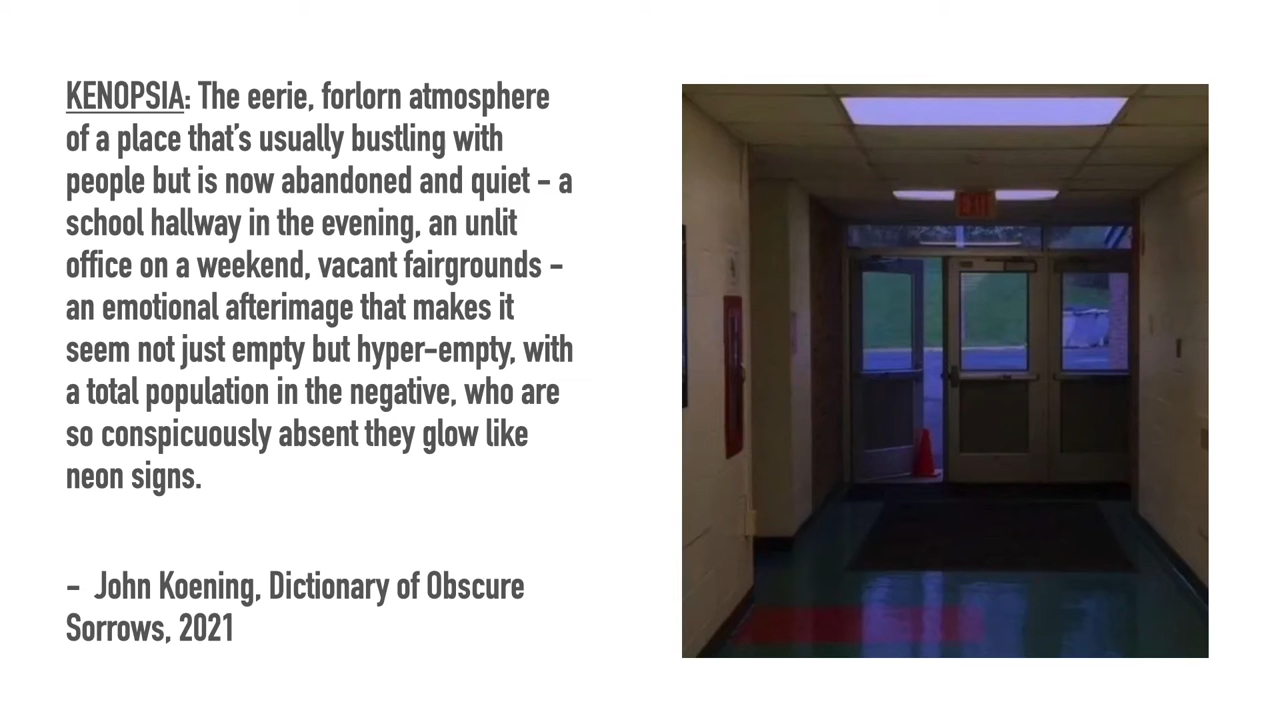 KENOPSIA: The eerie, forlorn atmosphere
of a place that's usually bustling with
people but is now abandoned and quiet - a
school hallway in the evening, an unlit
office on a weekend, vacant fairgrounds -
an emotional afterimage that makes it
seem not just empty but hyper-empty, with
a total population in the negative, who are
so conspicuously absent they glow like
neon signs.
- John Koening, Dictionary of Obscure
Sorrows, 2021
EXIT